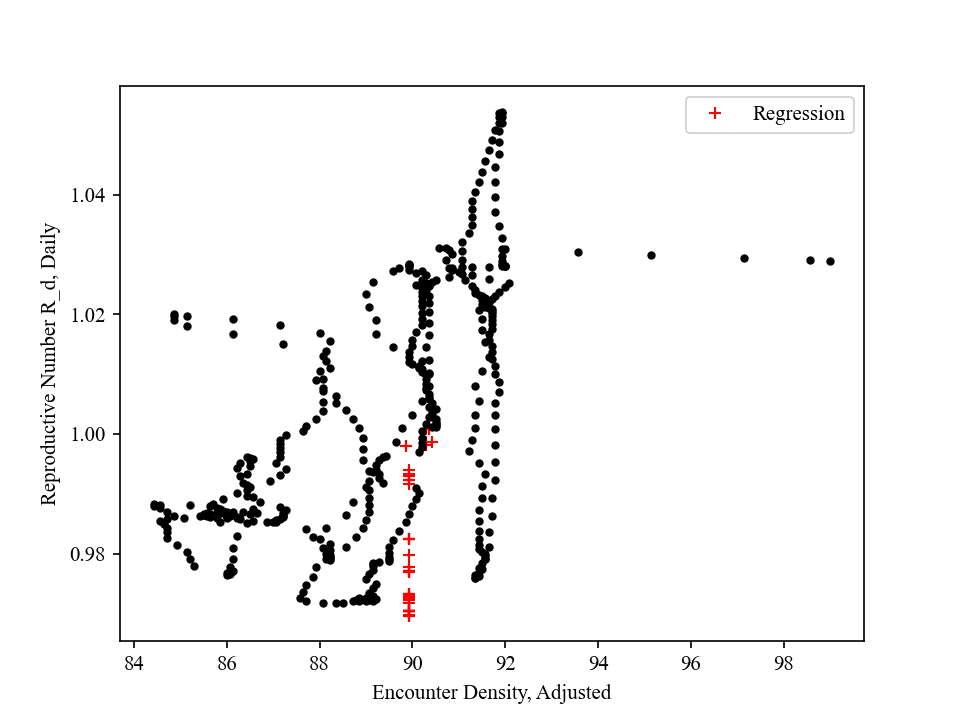 Regression
1.04
1.02
1.00
0.98
Reproductive Number R_d, Daily
84 86 88 90 92 94 96 98
Encounter Density, Adjusted